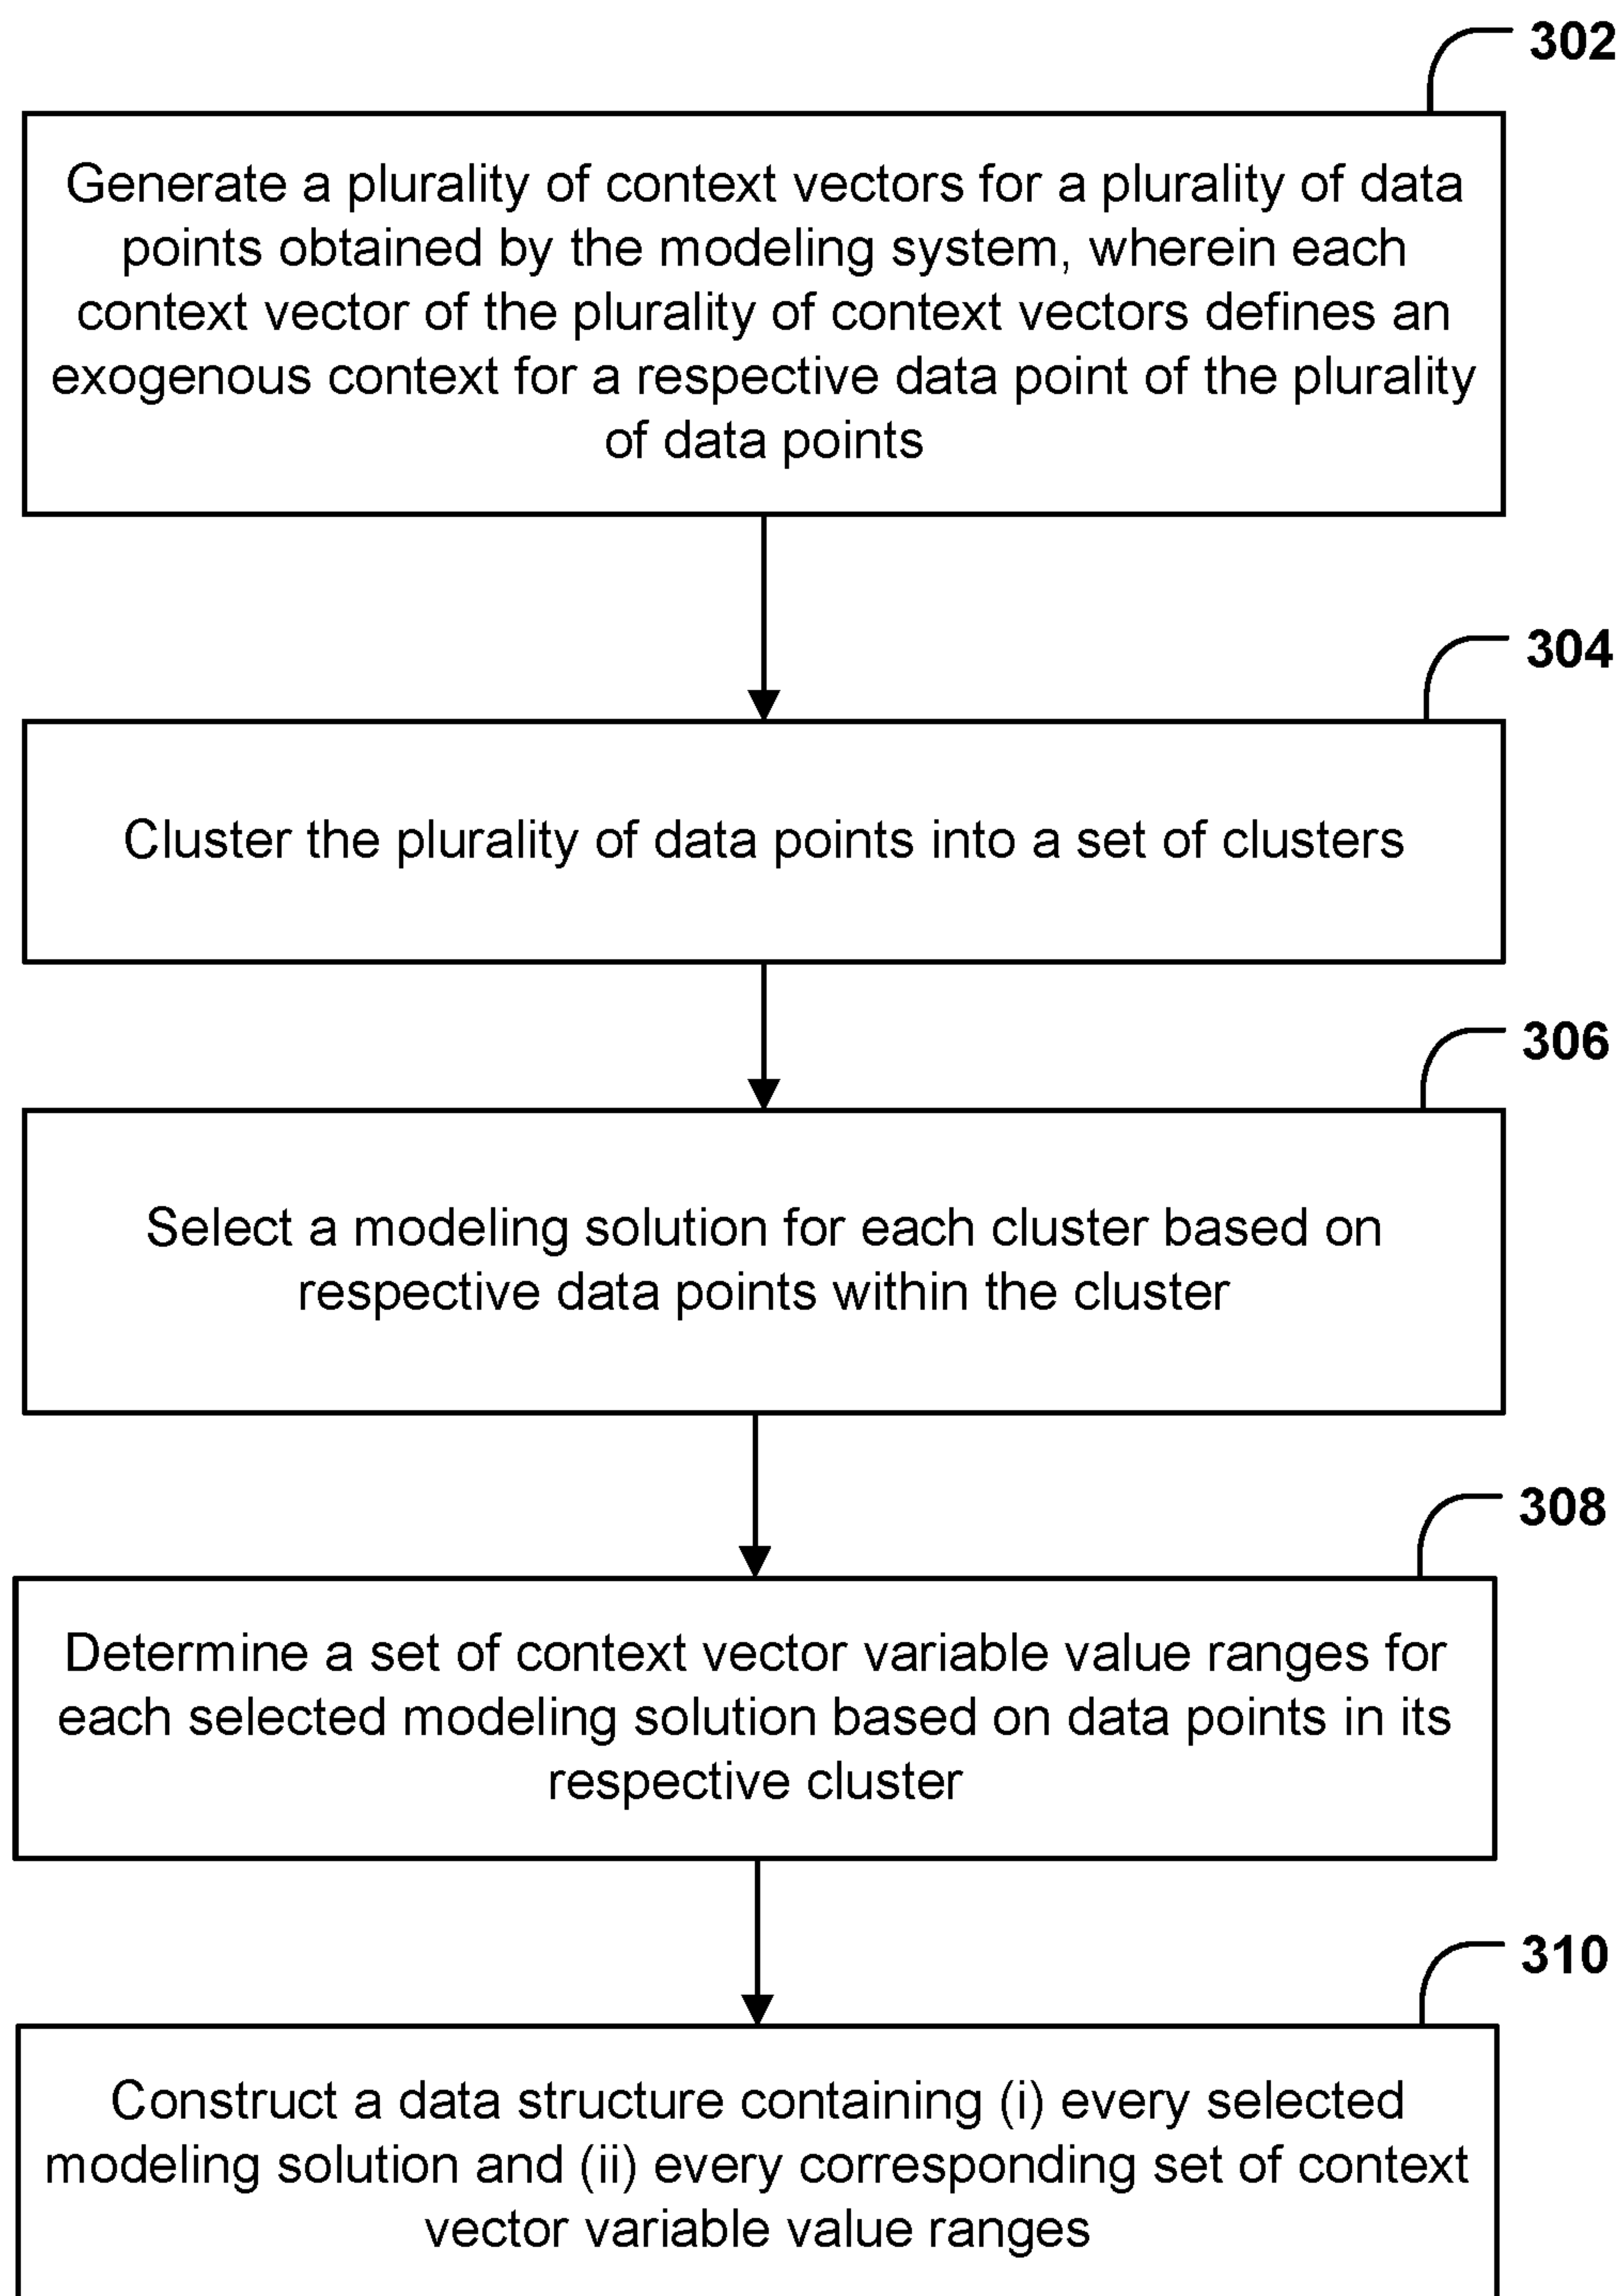 302
Generate a plurality of context vectors for a plurality of data
points obtained by the modeling system, wherein each
context vector of the plurality of context vectors defines an
exogenous context for a respective data point of the plurality
of data points
304
Cluster the plurality of data points into a set of clusters
306
Select a modeling solution for each cluster based on
respective data points within the cluster
308
Determine a set of context vector variable value ranges for
each selected modeling solution based on data points in its
respective cluster
310
Construct a data structure containing (i) every selected
modeling solution and (ii) every corresponding set of context
vector variable value ranges